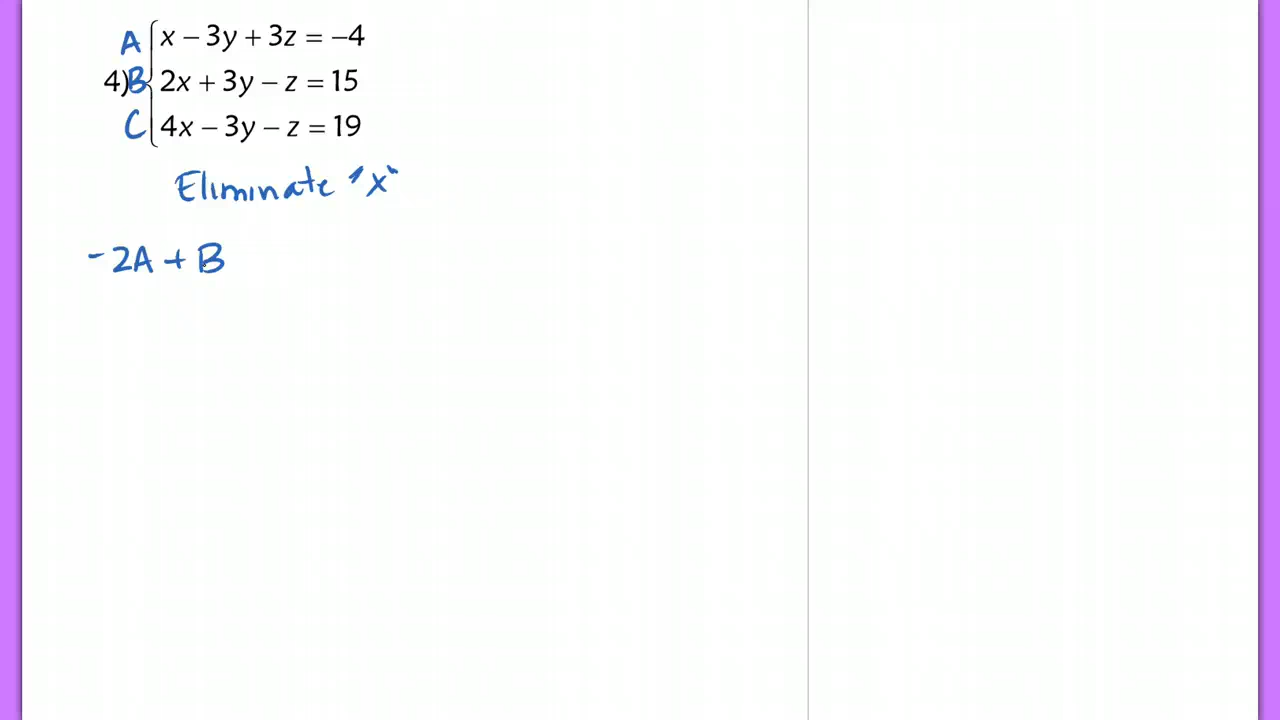 A x − 3y + 3z = −4
4) B 2x + 3y − z = 15
C 4x − 3y − z = 19
Eliminate "x"
-2A + B